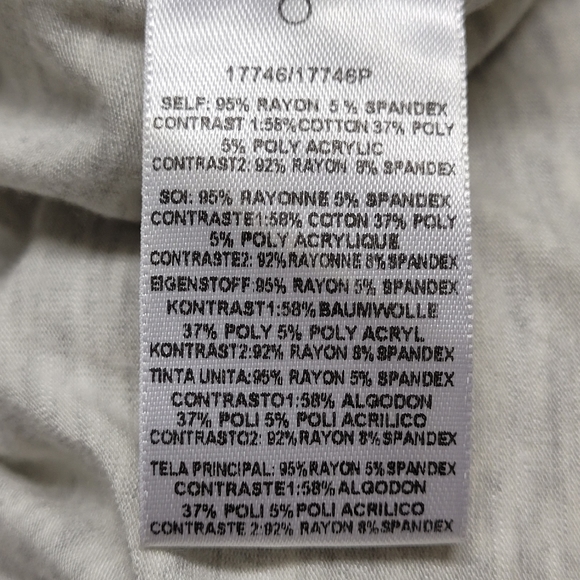 17746/17746P
SELF: 95% RAYON 5% SPANDEX
CONTRAST 1:58%COTTON 37% POLY
5% POLY ACRYLIC
CONTRAST2: 92% RAYON 8% SPANDEX
SOI: 95% RAYONNE 5% SPANDEX
CONTRASTE1:58% COTON 37% POLY
5% POLY ACRYLIQUE
CONTRASTE2: 92%RAYONNE 8%SPANDEX
EIGENSTOFF:95% RAYON 5% SPANDEX
KONTRAST1:58%BAUMWOLLE
37% POLY 5% POLY ACRYL
KONTRAST2:92% RAYON 8% SPANDEX
TINTA UNITA:95% RAYON 5% SPANDEX
CONTRASTO1:58% ALGODON
37% POLI 5% POLI ACRILICO
CONTRASTO2: 92%RAYON 8%SPANDEX
TELA PRINCIPAL: 95%RAYON 5%SPANDEX
CONTRASTE1:58%ALGODON
37% POLI 5%POLI ACRILICO
CONTRASTE 2:92% RAYON 8%SPANDEX